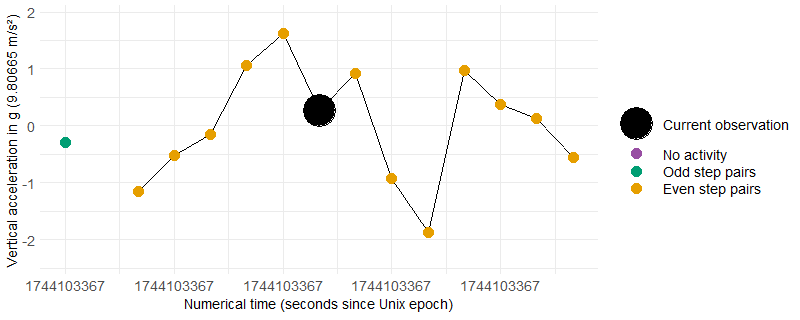 Vertical acceleration in g (9.80665 m/s²)
2
1
0
-1
-2
1744103367 1744103367 1744103367 1744103367 1744103367
Numerical time (seconds since Unix epoch)
Current observation
No activity
Odd step pairs
Even step pairs